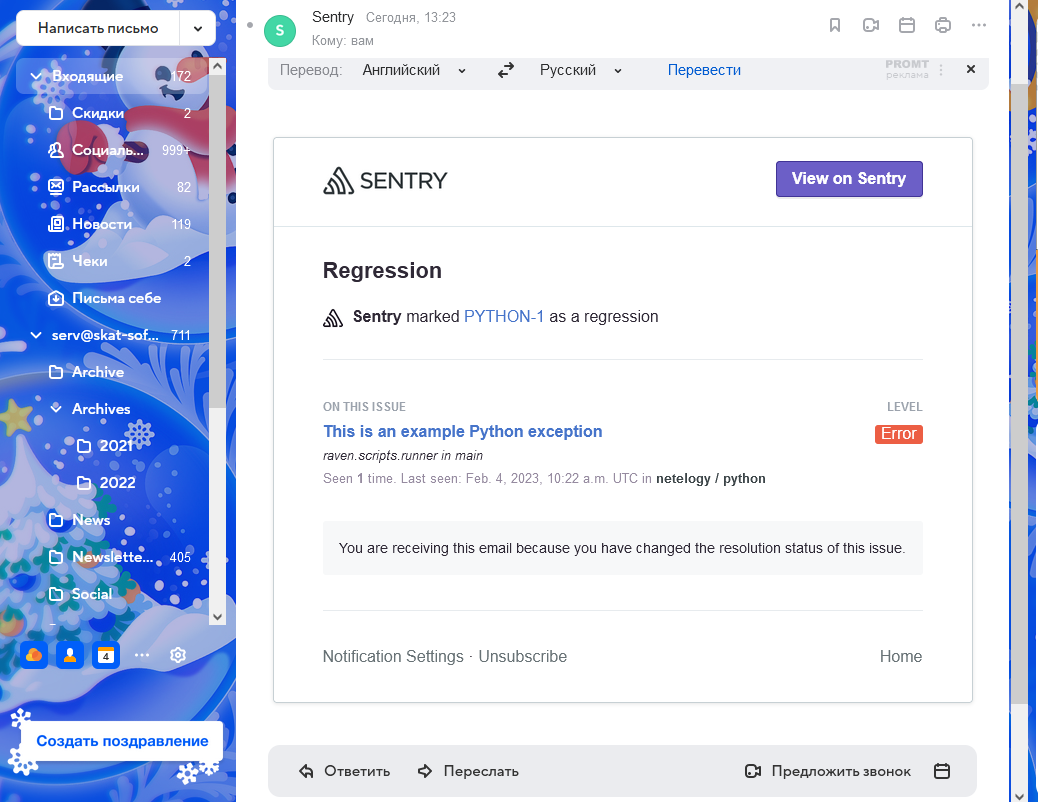 Написать письмо
Входящие 172
Скидки 2
Социаль... 999+
Рассылки 82
Новости 119
Чеки 2
Письма себе
serv@skat-sof... 711
Archive
Archives
2021
2022
News
Newslette... 405
Social
4
Создать поздравление
S
Sentry Сегодня, 13:23
Кому: вам
Перевод: Английский Русский Перевести
PROMT
реклама
SENTRY
View on Sentry
Regression
Sentry marked PYTHON-1 as a regression
ON THIS ISSUE LEVEL
This is an example Python exception Error
raven.scripts.runner in main
Seen 1 time. Last seen: Feb. 4, 2023, 10:22 a.m. UTC in netelogy / python
You are receiving this email because you have changed the resolution status of this issue.
Notification Settings · Unsubscribe Home
Ответить Переслать Предложить звонок